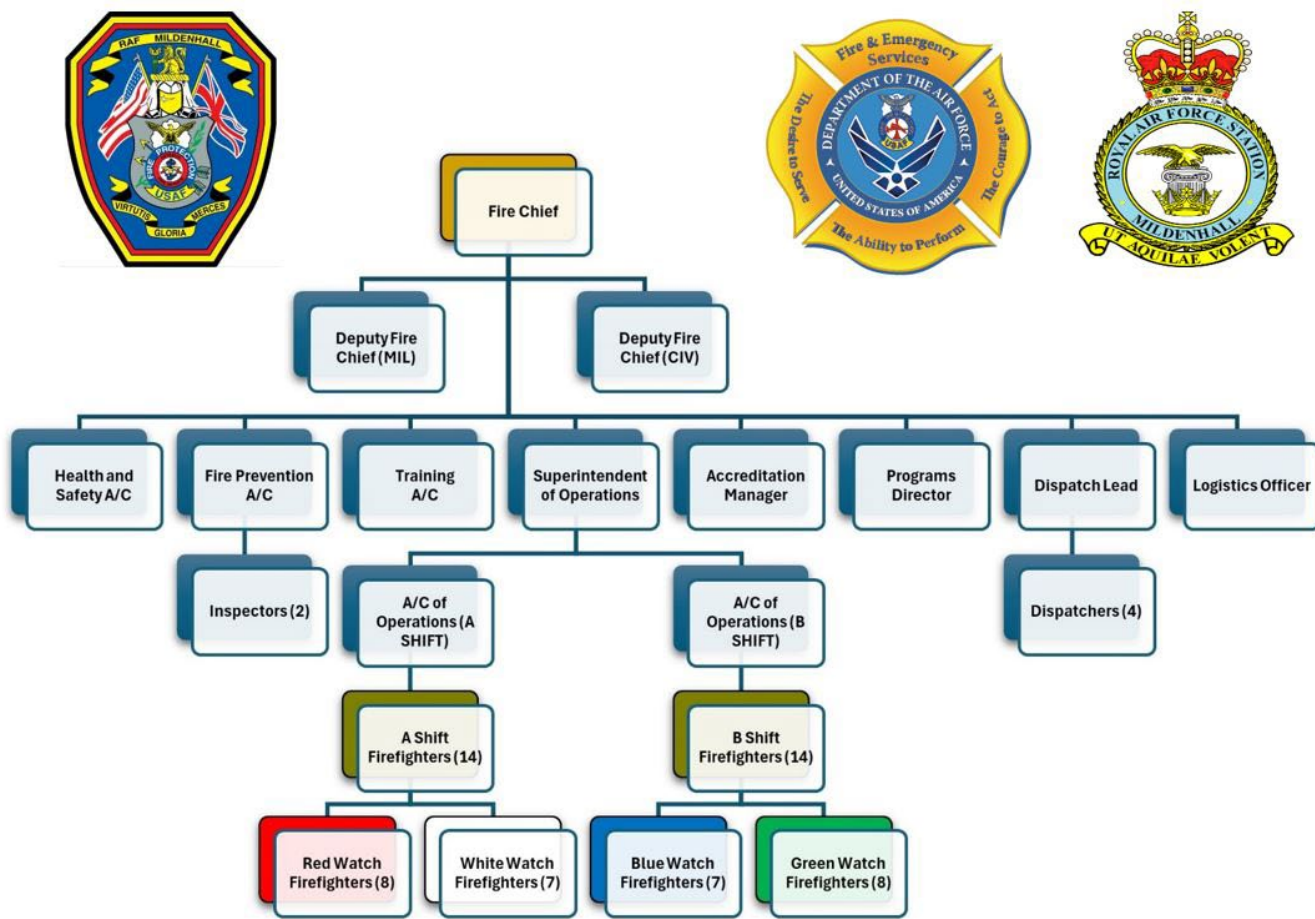 RAF MILDENHALL
FIRE PROTECTION
USAF
VIRTUTIS
GLORIA
MERCES
Fire & Emergency
Services
The Desire to Serve
The Courage to Act
The Ability to Perform
DEPARTMENT OF THE AIR FORCE
UNITED STATES OF AMERICA
USAF
ROYAL AIR FORCE STATION
MILDENHALL
UT AQUILAE VOLENT
Fire Chief
Deputy Fire
Chief (MIL)
Deputy Fire
Chief (CIV)
Health and
Safety A/C
Fire Prevention
A/C
Training
A/C
Superintendent
of Operations
Accreditation
Manager
Programs
Director
Dispatch Lead
Logistics Officer
Inspectors (2)
A/C of
Operations (A
SHIFT)
A/C of
Operations (B
SHIFT)
Dispatchers (4)
A Shift
Firefighters (14)
B Shift
Firefighters (14)
Red Watch
Firefighters (8)
White Watch
Firefighters (7)
Blue Watch
Firefighters (7)
Green Watch
Firefighters (8)